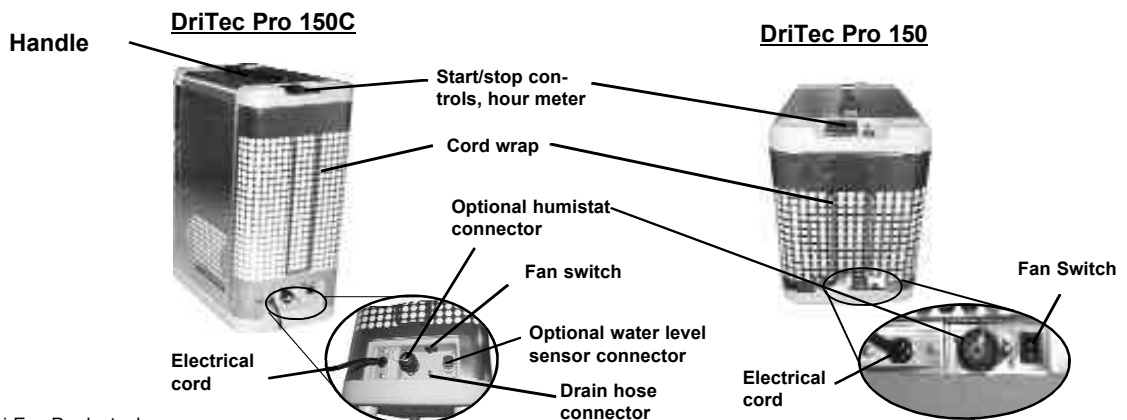 DriTec Pro 150C
DriTec Pro 150
Handle
Start/stop con-
trols, hour meter
Cord wrap
Optional humistat
connector
Fan switch
Fan Switch
Optional water level
sensor connector
Electrical
cord
Drain hose
connector
Electrical
cord